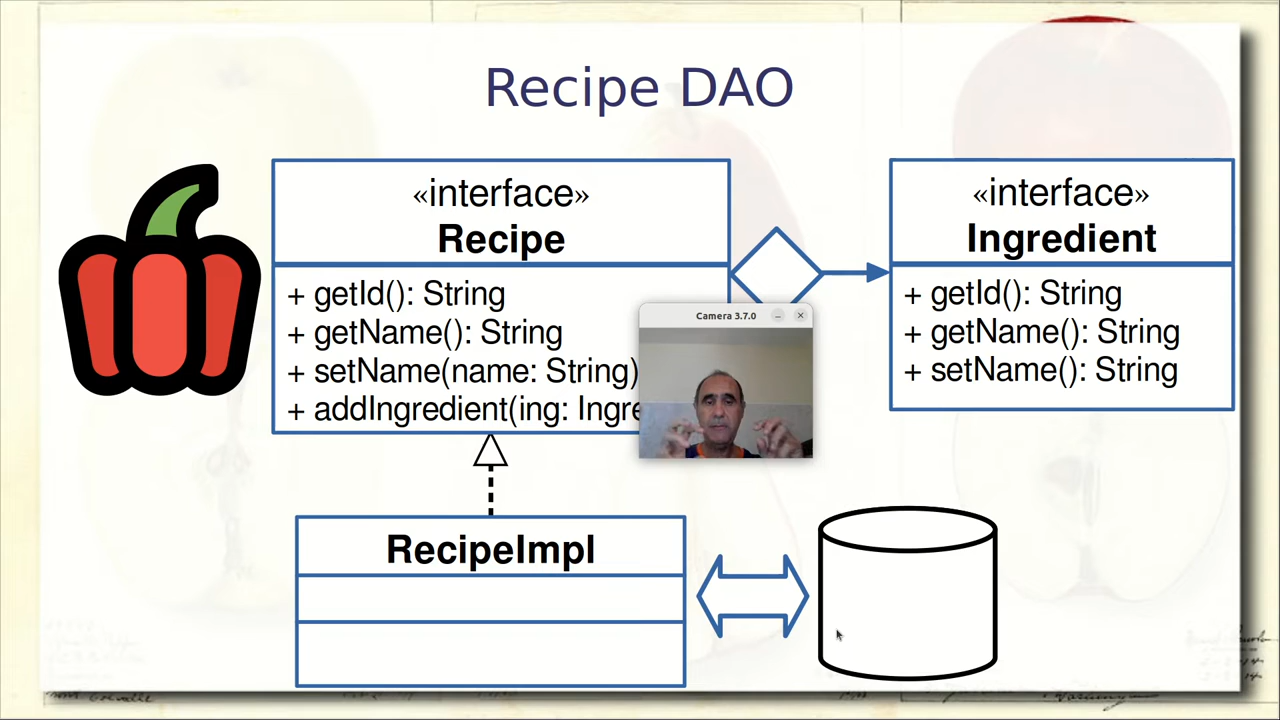 Recipe DAO
«interface»
Recipe
+ getId(): String
+ getName(): String
+ setName(name: String)
+ addIngredient(ing: Ingre
«interface»
Ingredient
+ getId(): String
+ getName(): String
+ setName(): String
Camera 3.7.0
RecipeImpl